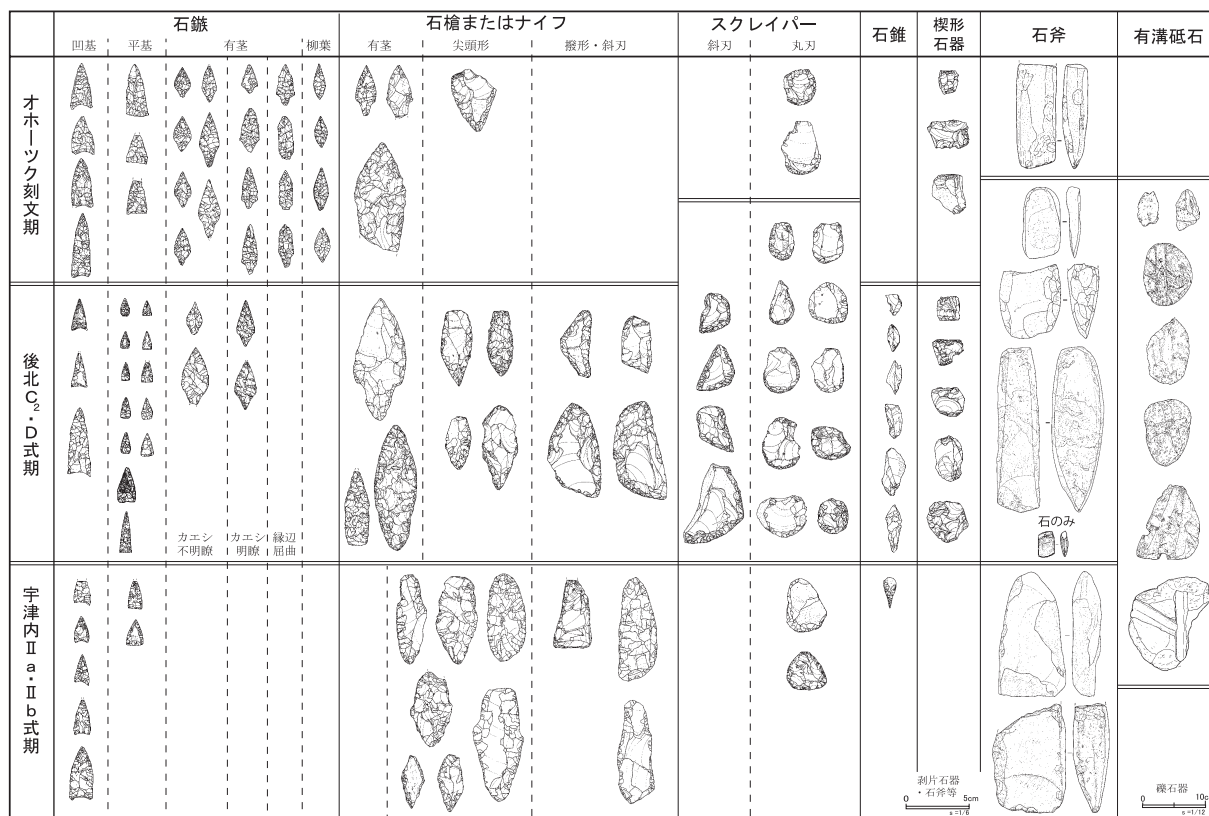 石鏃
石槍またはナイフ
スクレイパー
石錐
楔形
石器
石斧
有溝砥石
凹基
平基
有茎
柳葉
有茎
尖頭形
撥形・斜刃
斜刃
丸刃
オホーツク刻文期
後北C₂・D式期
カエシ
不明瞭
カエシ
明瞭
縁辺
屈曲
石のみ
宇津内Ⅱa・Ⅱb式期
剥片石器
・石斧等
0 5cm
s=1/6
礫石器
0 10c
s=1/12